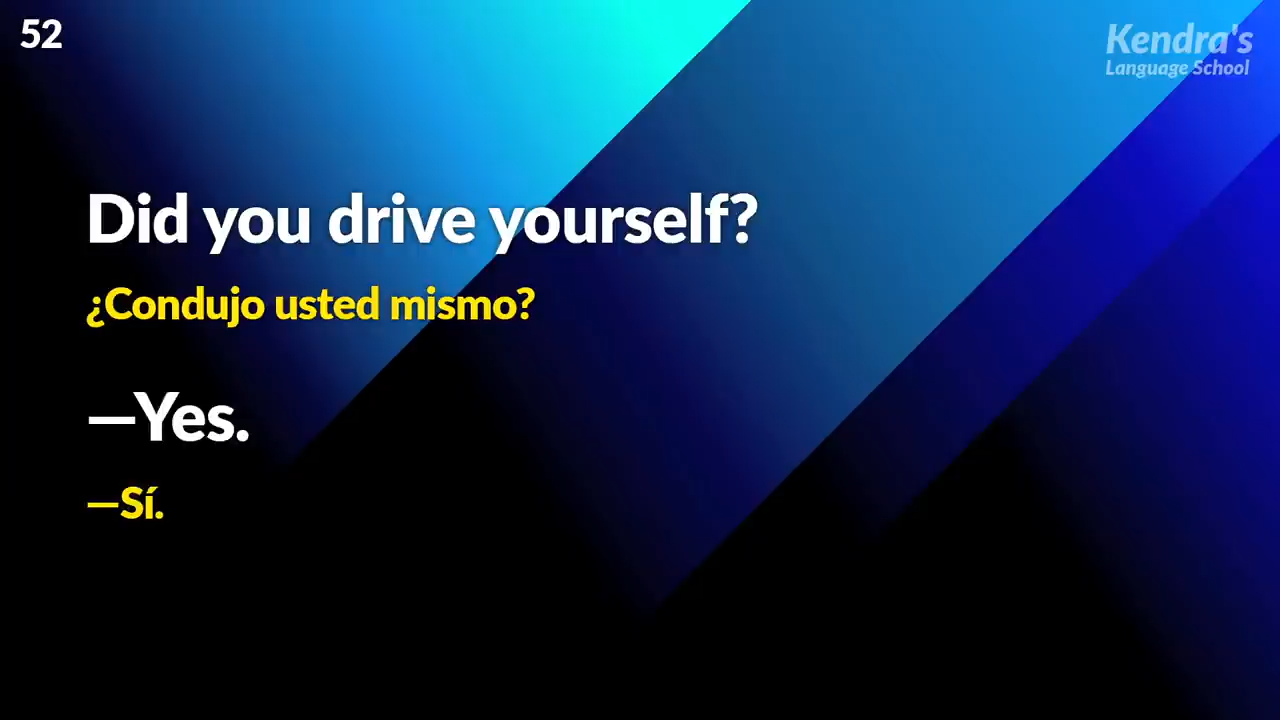 52
Kendra's
Language School
Did you drive yourself?
¿Condujo usted mismo?
—Yes.
—Sí.